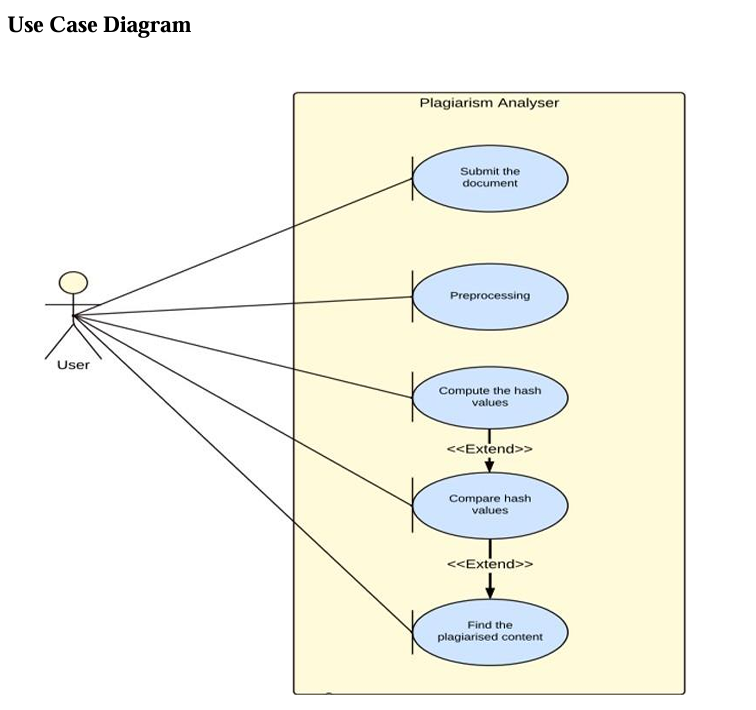 Use Case Diagram
Plagiarism Analyser
Submit the
document
Preprocessing
User
Compute the hash
values
<<Extend>>
Compare hash
values
<<Extend>>
Find the
plagiarised content